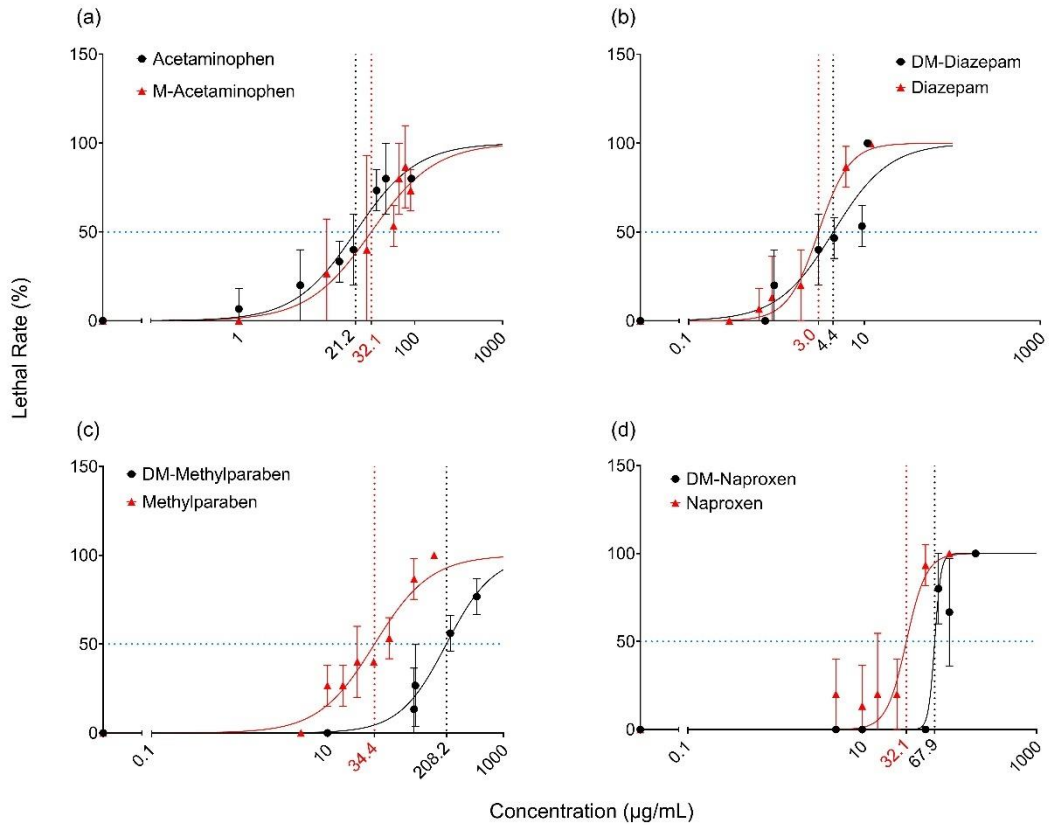 (a)
150
100
50
0
Acetaminophen
M-Acetaminophen
1
21.2
32.1
100
1000
(b)
150
100
50
0
DM-Diazepam
Diazepam
0.1
3.0
4.4
10
1000
Lethal Rate (%)
(c)
150
100
50
0
DM-Methylparaben
Methylparaben
0.1
10
34.4
208.2
1000
(d)
150
100
50
0
DM-Naproxen
Naproxen
0.1
10
32.1
67.9
1000
Concentration (µg/mL)